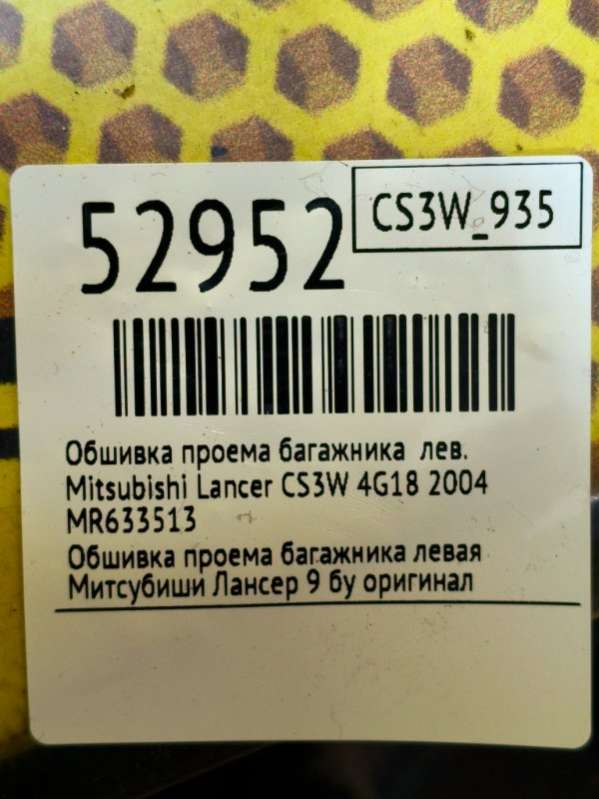 52952
CS3W_935
Обшивка проема багажника лев.
Mitsubishi Lancer CS3W 4G18 2004
MR633513
Обшивка проема багажника левая
Митсубиши Лансер 9 бу оригинал